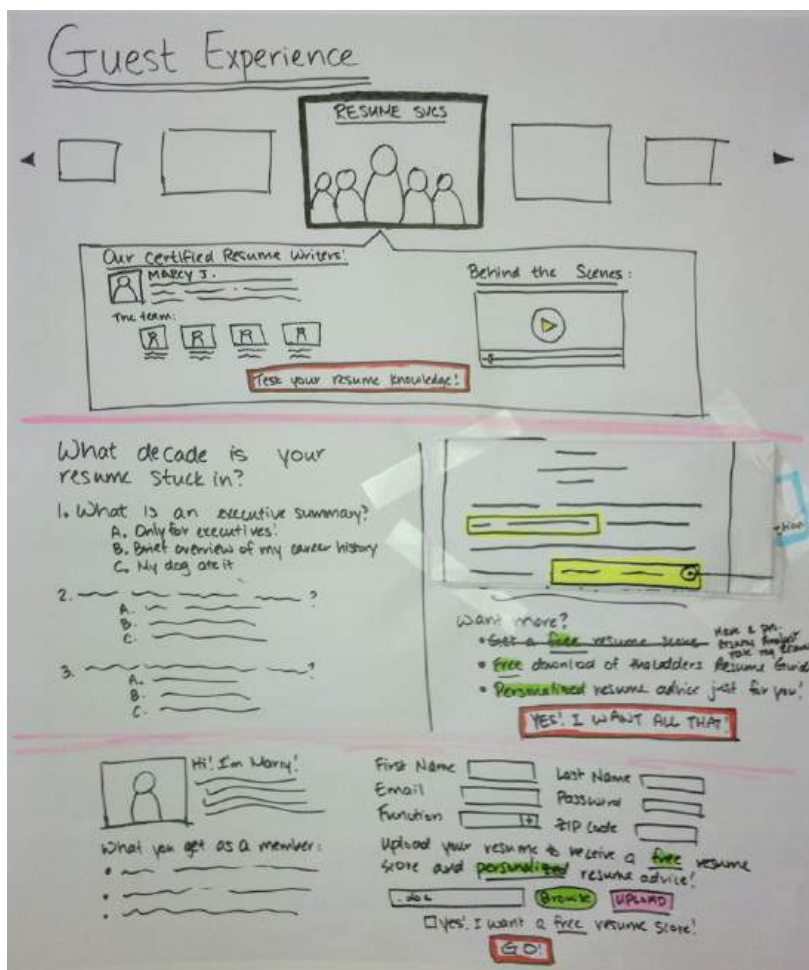 Guest Experience
RESUME SVCS
Our Certified Resume Writers!
MARCY J.
The team:
Behind the Scenes:
Test your resume knowledge!
What decade is your
resume stuck in?
1. What is an executive summary?
A. Only for executives!
B. Brief overview of my career history
C. My dog ate it
2. ?
A.
B.
C.
3. ?
A.
B.
C.
Want more?
• Get a free resume score
• Free download of theladders Resume Guide
• Personalized resume advice just for you!
YES! I WANT ALL THAT!
Hi! I'm Marcy!
What you get as a member:
First Name
Last Name
Email
Password
Function
ZIP Code
Upload your resume to receive a free resume
score and personalized resume advice!
.doc Browse UPLOAD
Yes! I want a free resume score!
GO!